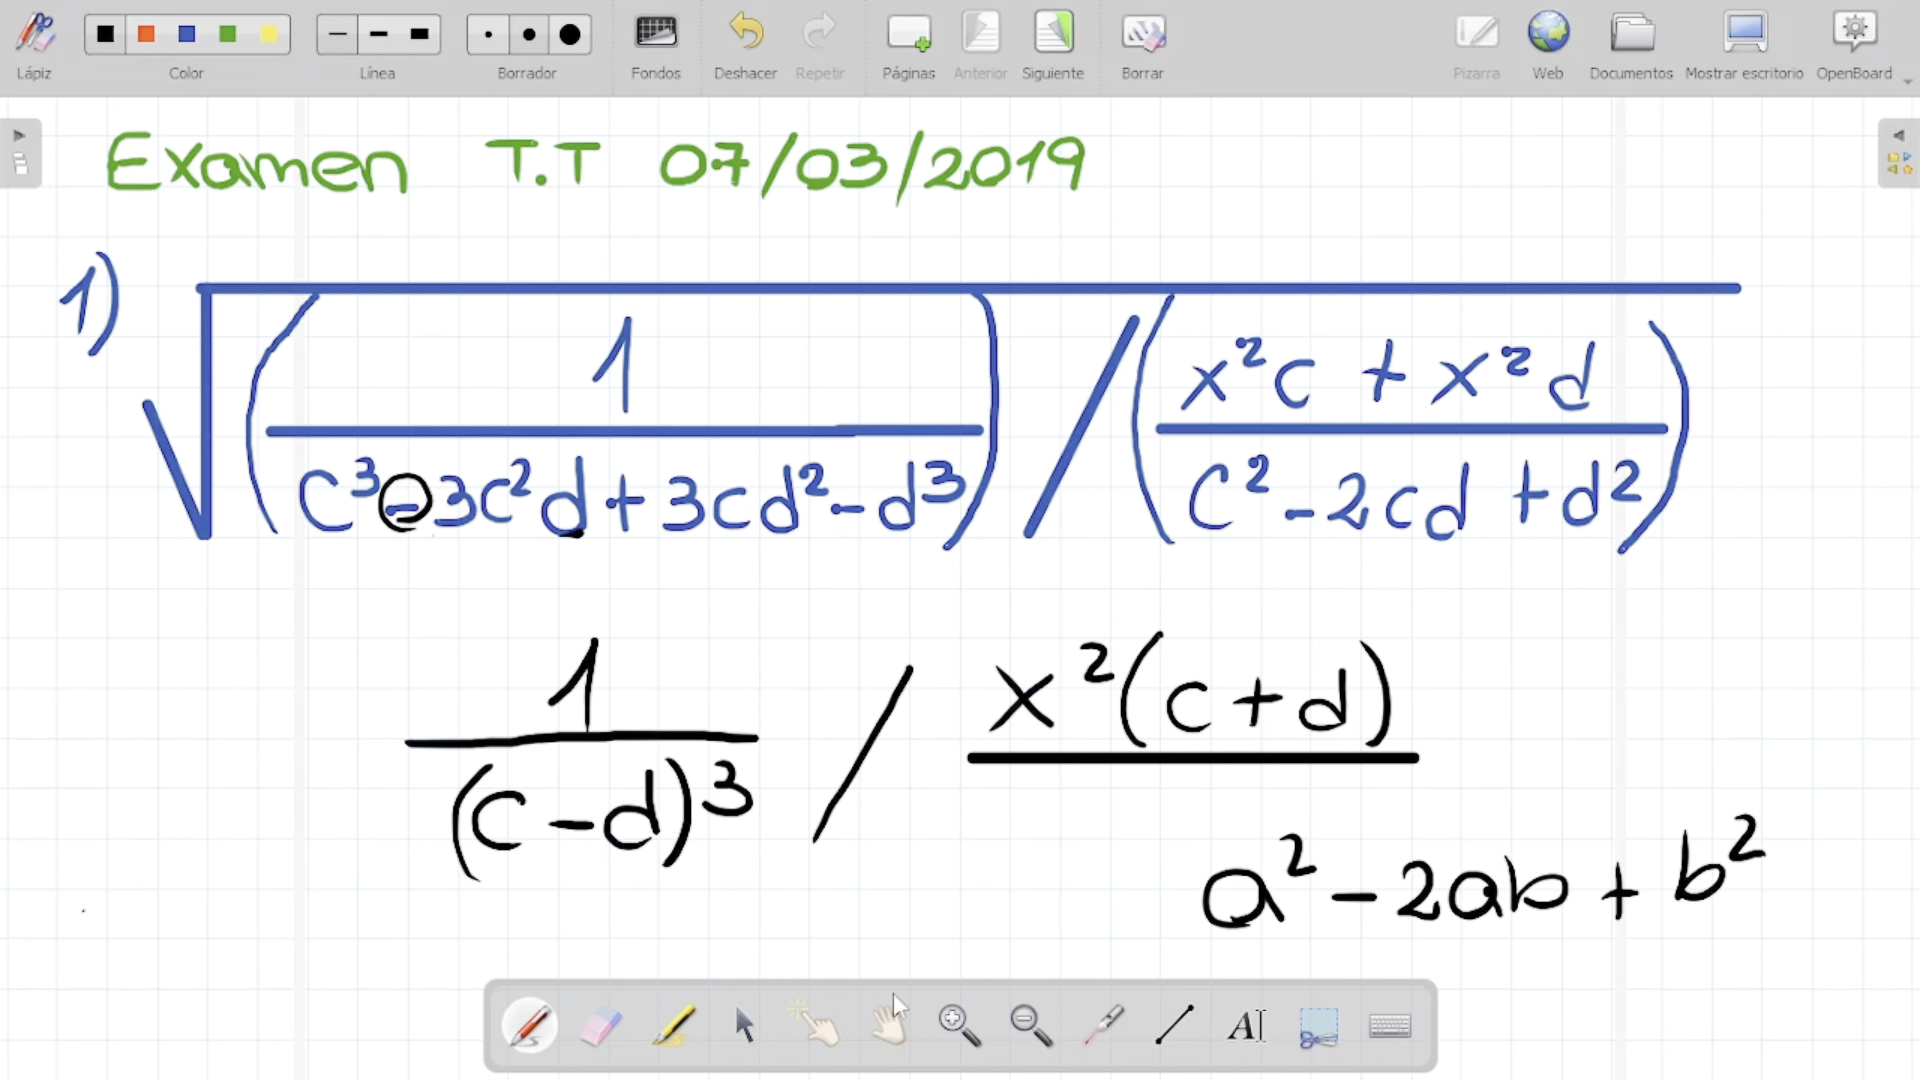 Lápiz Color Línea Borrador Fondos Deshacer Repetir Páginas Anterior Siguiente Borrar Pizarra Web Documentos Mostrar escritorio OpenBoard
Examen T.T 07/03/2019
1) √((1 / (c³ - 3c²d + 3cd² - d³)) / ((x²c + x²d) / (c² - 2cd + d²)))
1 / (c - d)³ / x²(c + d)
a² - 2ab + b²
A